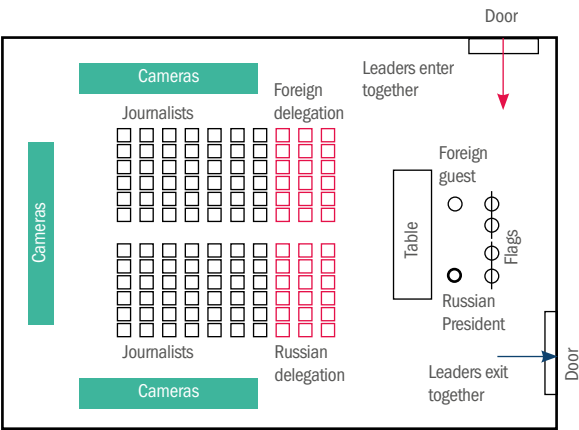 Door
Leaders enter
together
Cameras
Foreign
delegation
Journalists
Foreign
guest
Cameras
Table
Flags
Russian
President
Journalists
Russian
delegation
Leaders exit
together
Door
Cameras